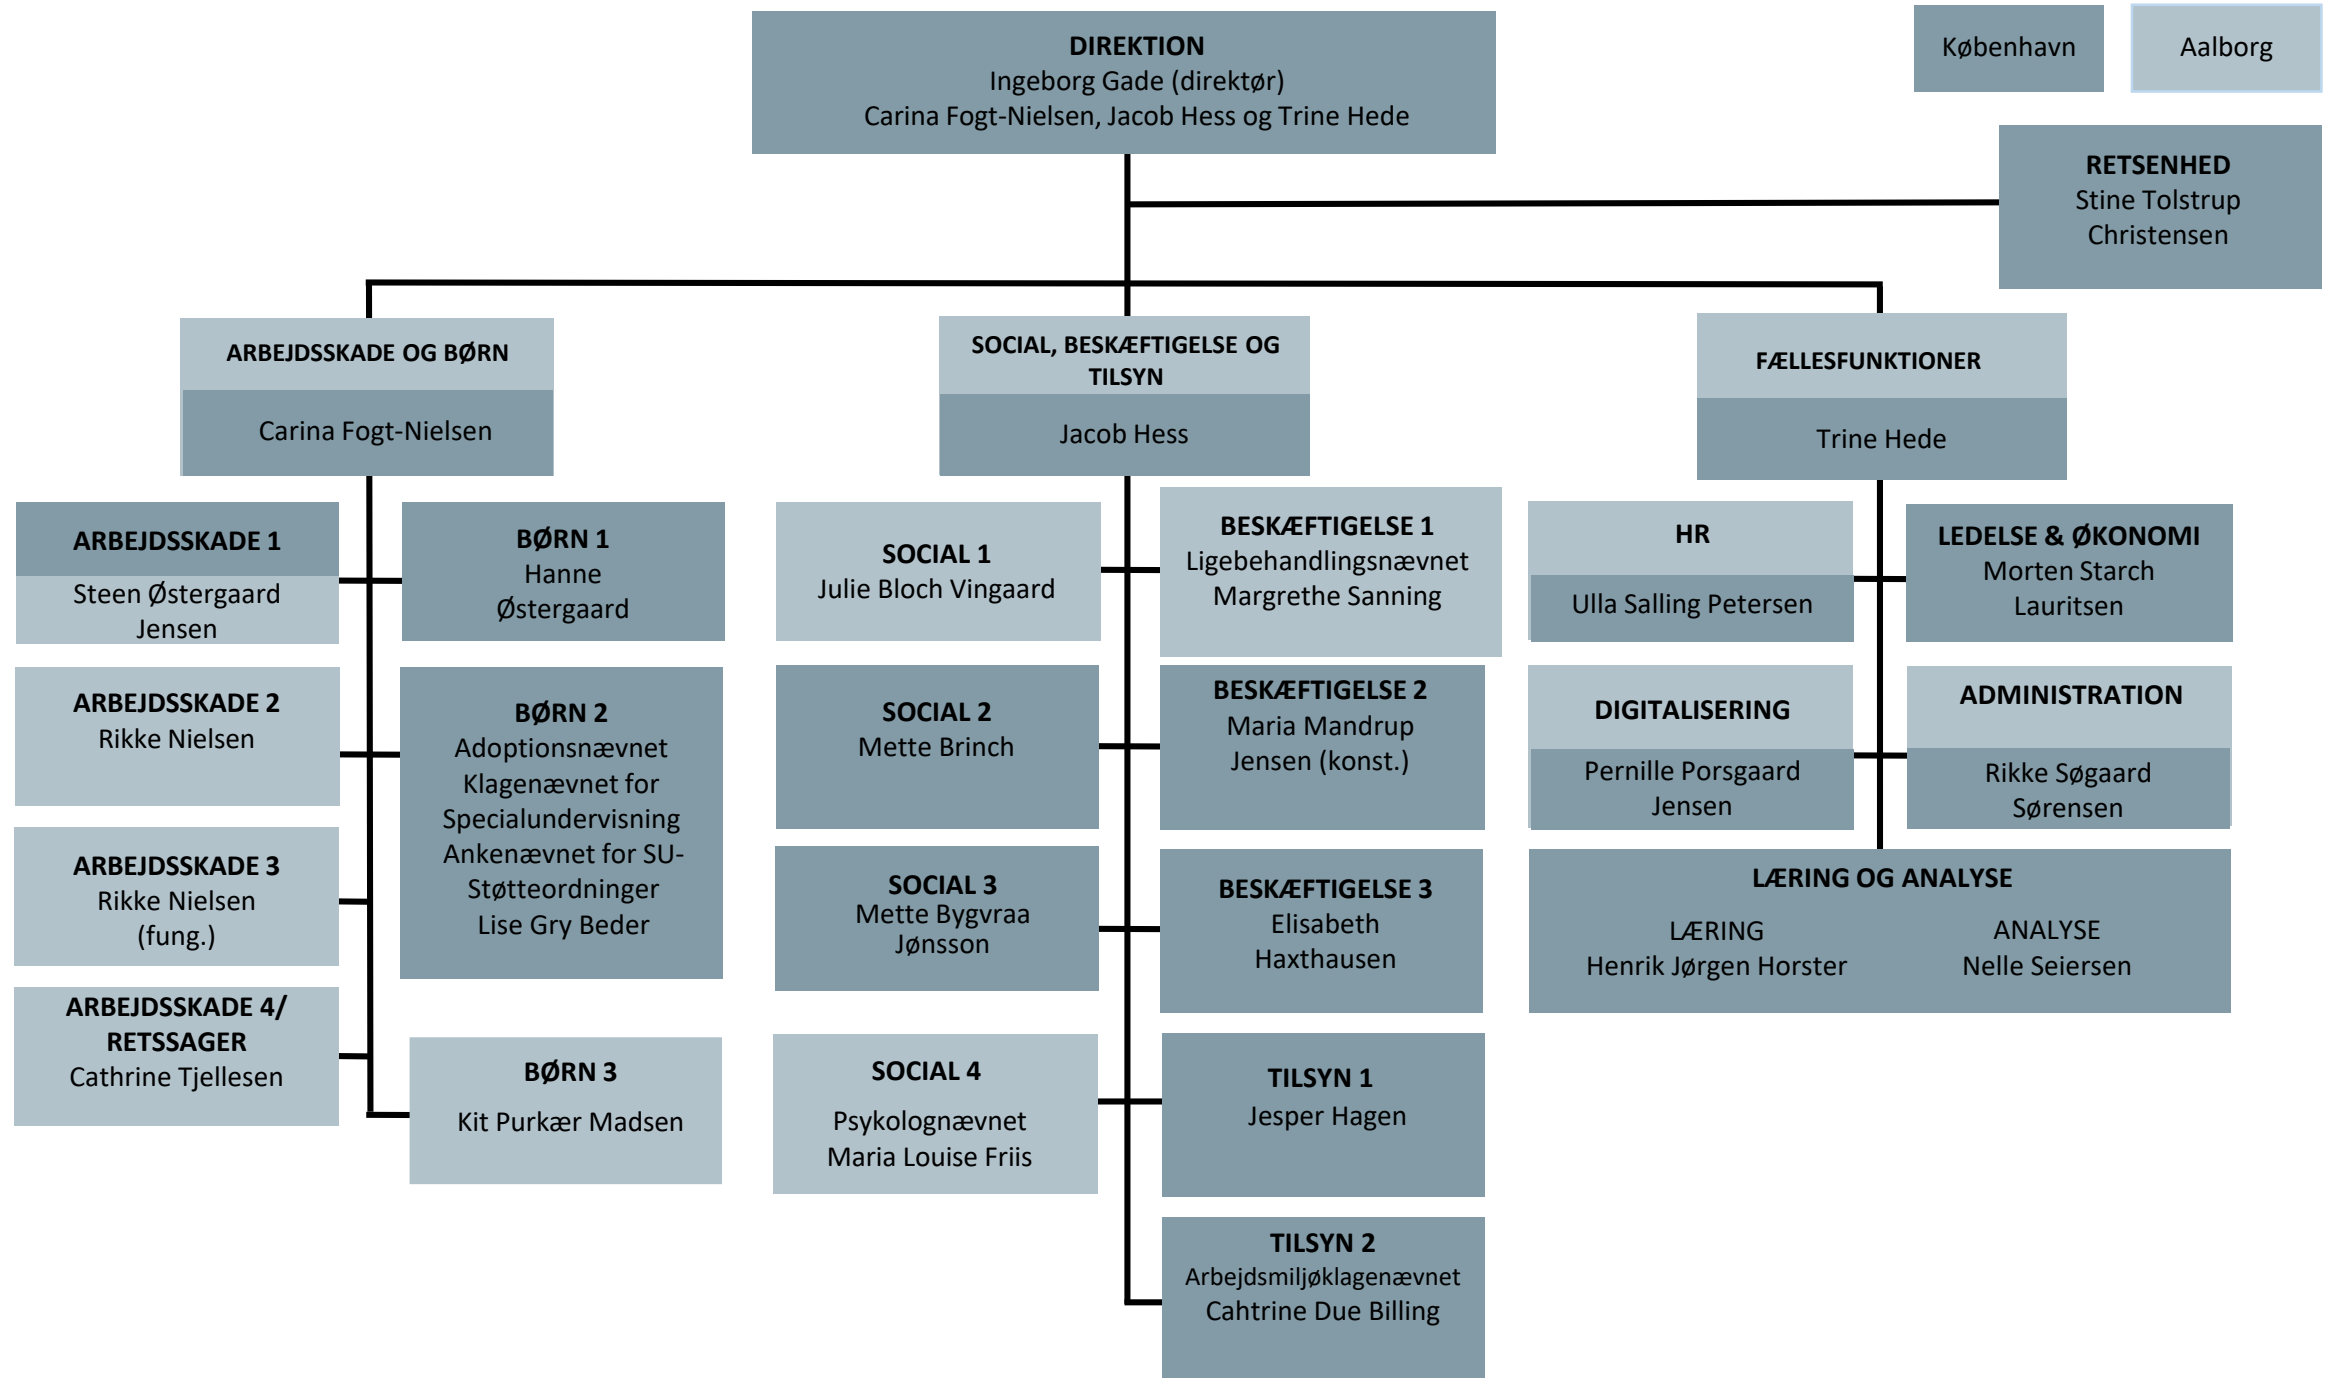 DIREKTION
Ingeborg Gade (direktør)
Carina Fogt-Nielsen, Jacob Hess og Trine Hede
København
Aalborg
RETSENHED
Stine Tolstrup
Christensen
ARBEJDSSKADE OG BØRN
Carina Fogt-Nielsen
SOCIAL, BESKÆFTIGELSE OG
TILSYN
Jacob Hess
FÆLLESFUNKTIONER
Trine Hede
ARBEJDSSKADE 1
Steen Østergaard
Jensen
BØRN 1
Hanne
Østergaard
ARBEJDSSKADE 2
Rikke Nielsen
BØRN 2
Adoptionsnævnet
Klagenævnet for
Specialundervisning
Ankenævnet for SU-
Støtteordninger
Lise Gry Beder
ARBEJDSSKADE 3
Rikke Nielsen
(fung.)
ARBEJDSSKADE 4/
RETSSAGER
Cathrine Tjellesen
BØRN 3
Kit Purkær Madsen
SOCIAL 1
Julie Bloch Vingaard
BESKÆFTIGELSE 1
Ligebehandlingsnævnet
Margrethe Sanning
SOCIAL 2
Mette Brinch
BESKÆFTIGELSE 2
Maria Mandrup
Jensen (konst.)
SOCIAL 3
Mette Bygvraa
Jønsson
BESKÆFTIGELSE 3
Elisabeth
Haxthausen
SOCIAL 4
Psykolognævnet
Maria Louise Friis
TILSYN 1
Jesper Hagen
TILSYN 2
Arbejdsmiljøklagenævnet
Cahtrine Due Billing
HR
Ulla Salling Petersen
LEDELSE & ØKONOMI
Morten Starch
Lauritsen
DIGITALISERING
Pernille Porsgaard
Jensen
ADMINISTRATION
Rikke Søgaard
Sørensen
LÆRING OG ANALYSE
LÆRING
Henrik Jørgen Horster
ANALYSE
Nelle Seiersen